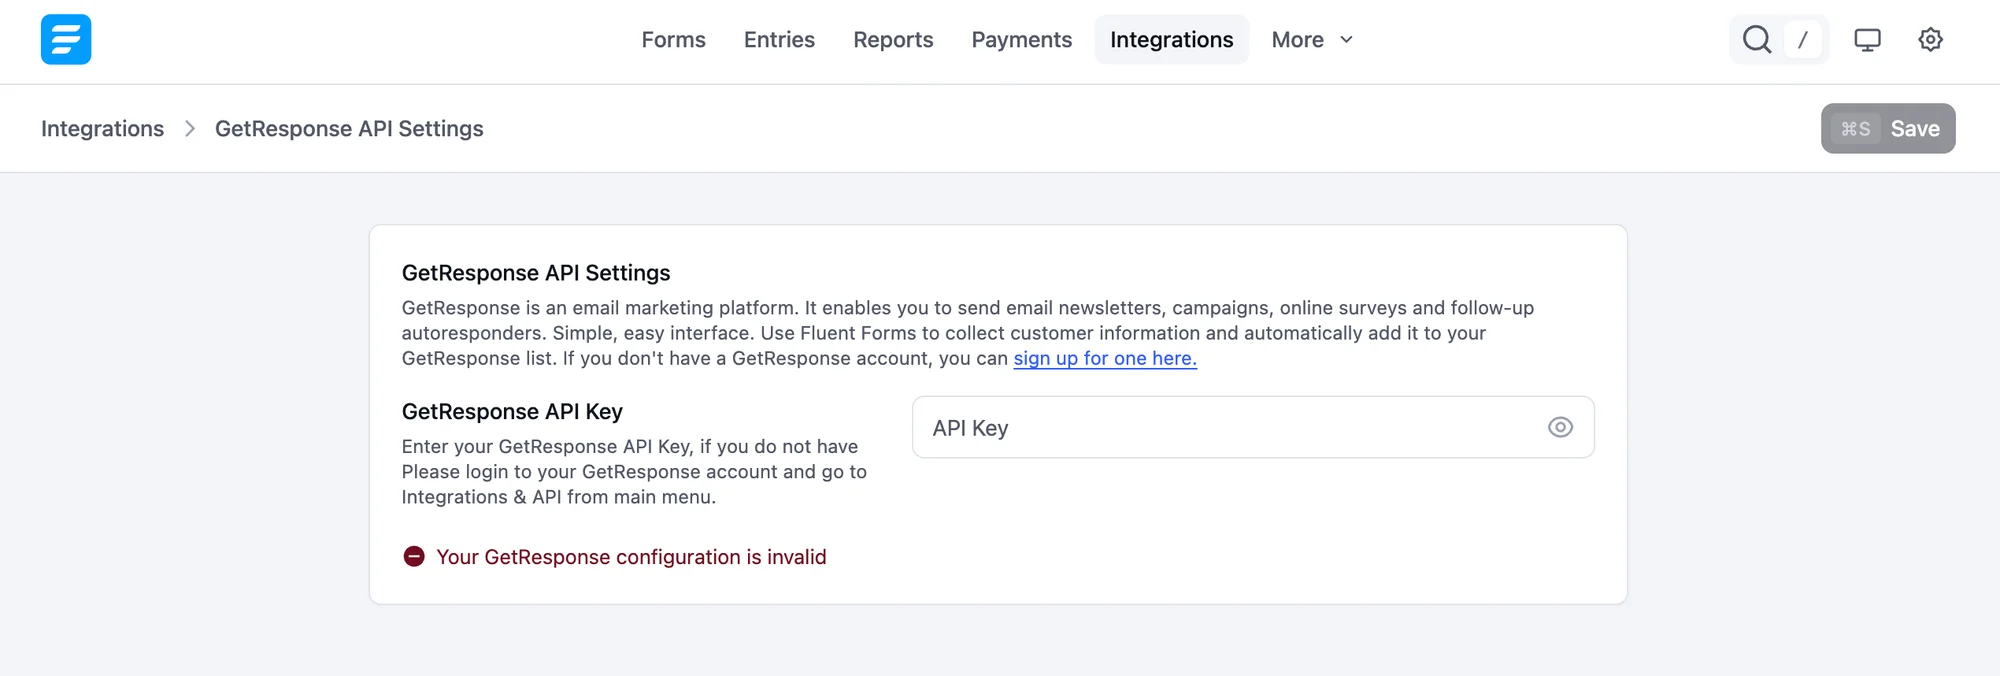 Forms Entries Reports Payments Integrations More /
Integrations > GetResponse API Settings ⌘S Save
GetResponse API Settings
GetResponse is an email marketing platform. It enables you to send email newsletters, campaigns, online surveys and follow-up
autoresponders. Simple, easy interface. Use Fluent Forms to collect customer information and automatically add it to your
GetResponse list. If you don't have a GetResponse account, you can sign up for one here.
GetResponse API Key
API Key
Enter your GetResponse API Key, if you do not have
Please login to your GetResponse account and go to
Integrations & API from main menu.
Your GetResponse configuration is invalid